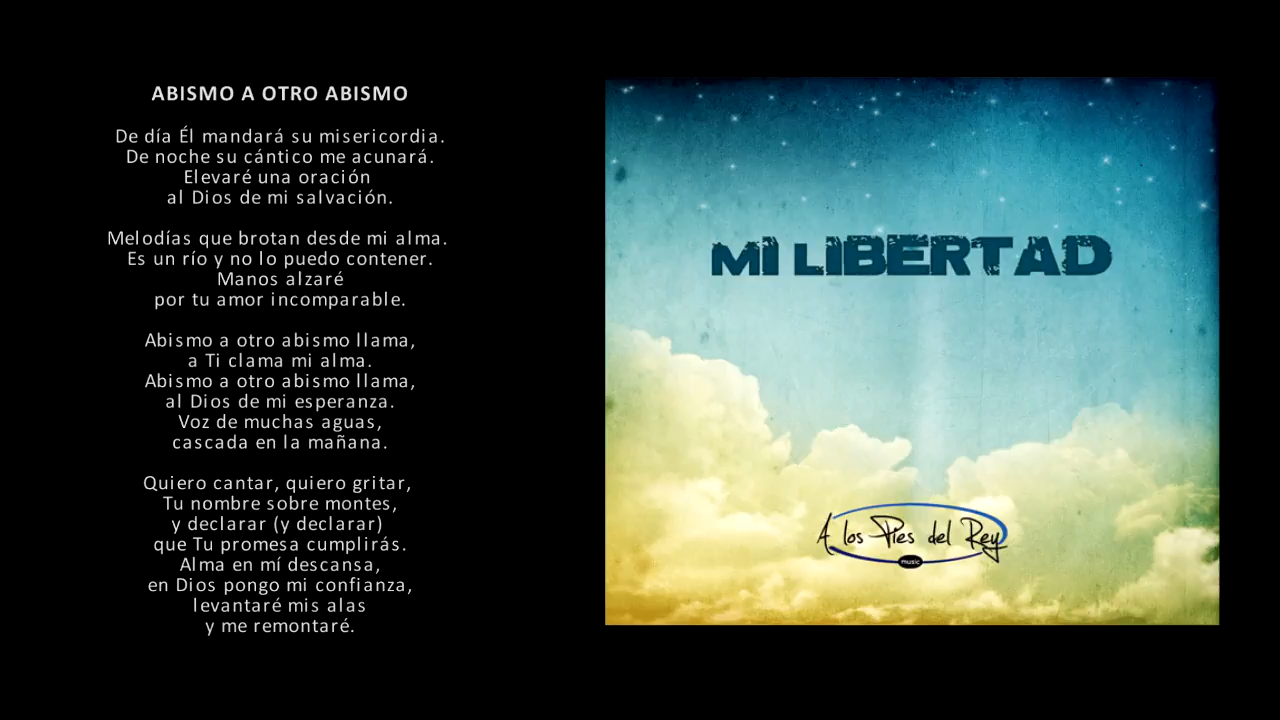 ABISMO A OTRO ABISMO
De día Él mandará su misericordia.
De noche su cántico me acunará.
Elevaré una oración
al Dios de mi salvación.
Melodías que brotan desde mi alma.
Es un río y no lo puedo contener.
Manos alzaré
por tu amor incomparable.
Abismo a otro abismo llama,
a Ti clama mi alma.
Abismo a otro abismo llama,
al Dios de mi esperanza.
Voz de muchas aguas,
cascada en la mañana.
Quiero cantar, quiero gritar,
Tu nombre sobre montes,
y declarar (y declarar)
que Tu promesa cumplirás.
Alma en mí descansa,
en Dios pongo mi confianza,
levantaré mis alas
y me remontaré.
MI LIBERTAD
A los Pies del Rey
music